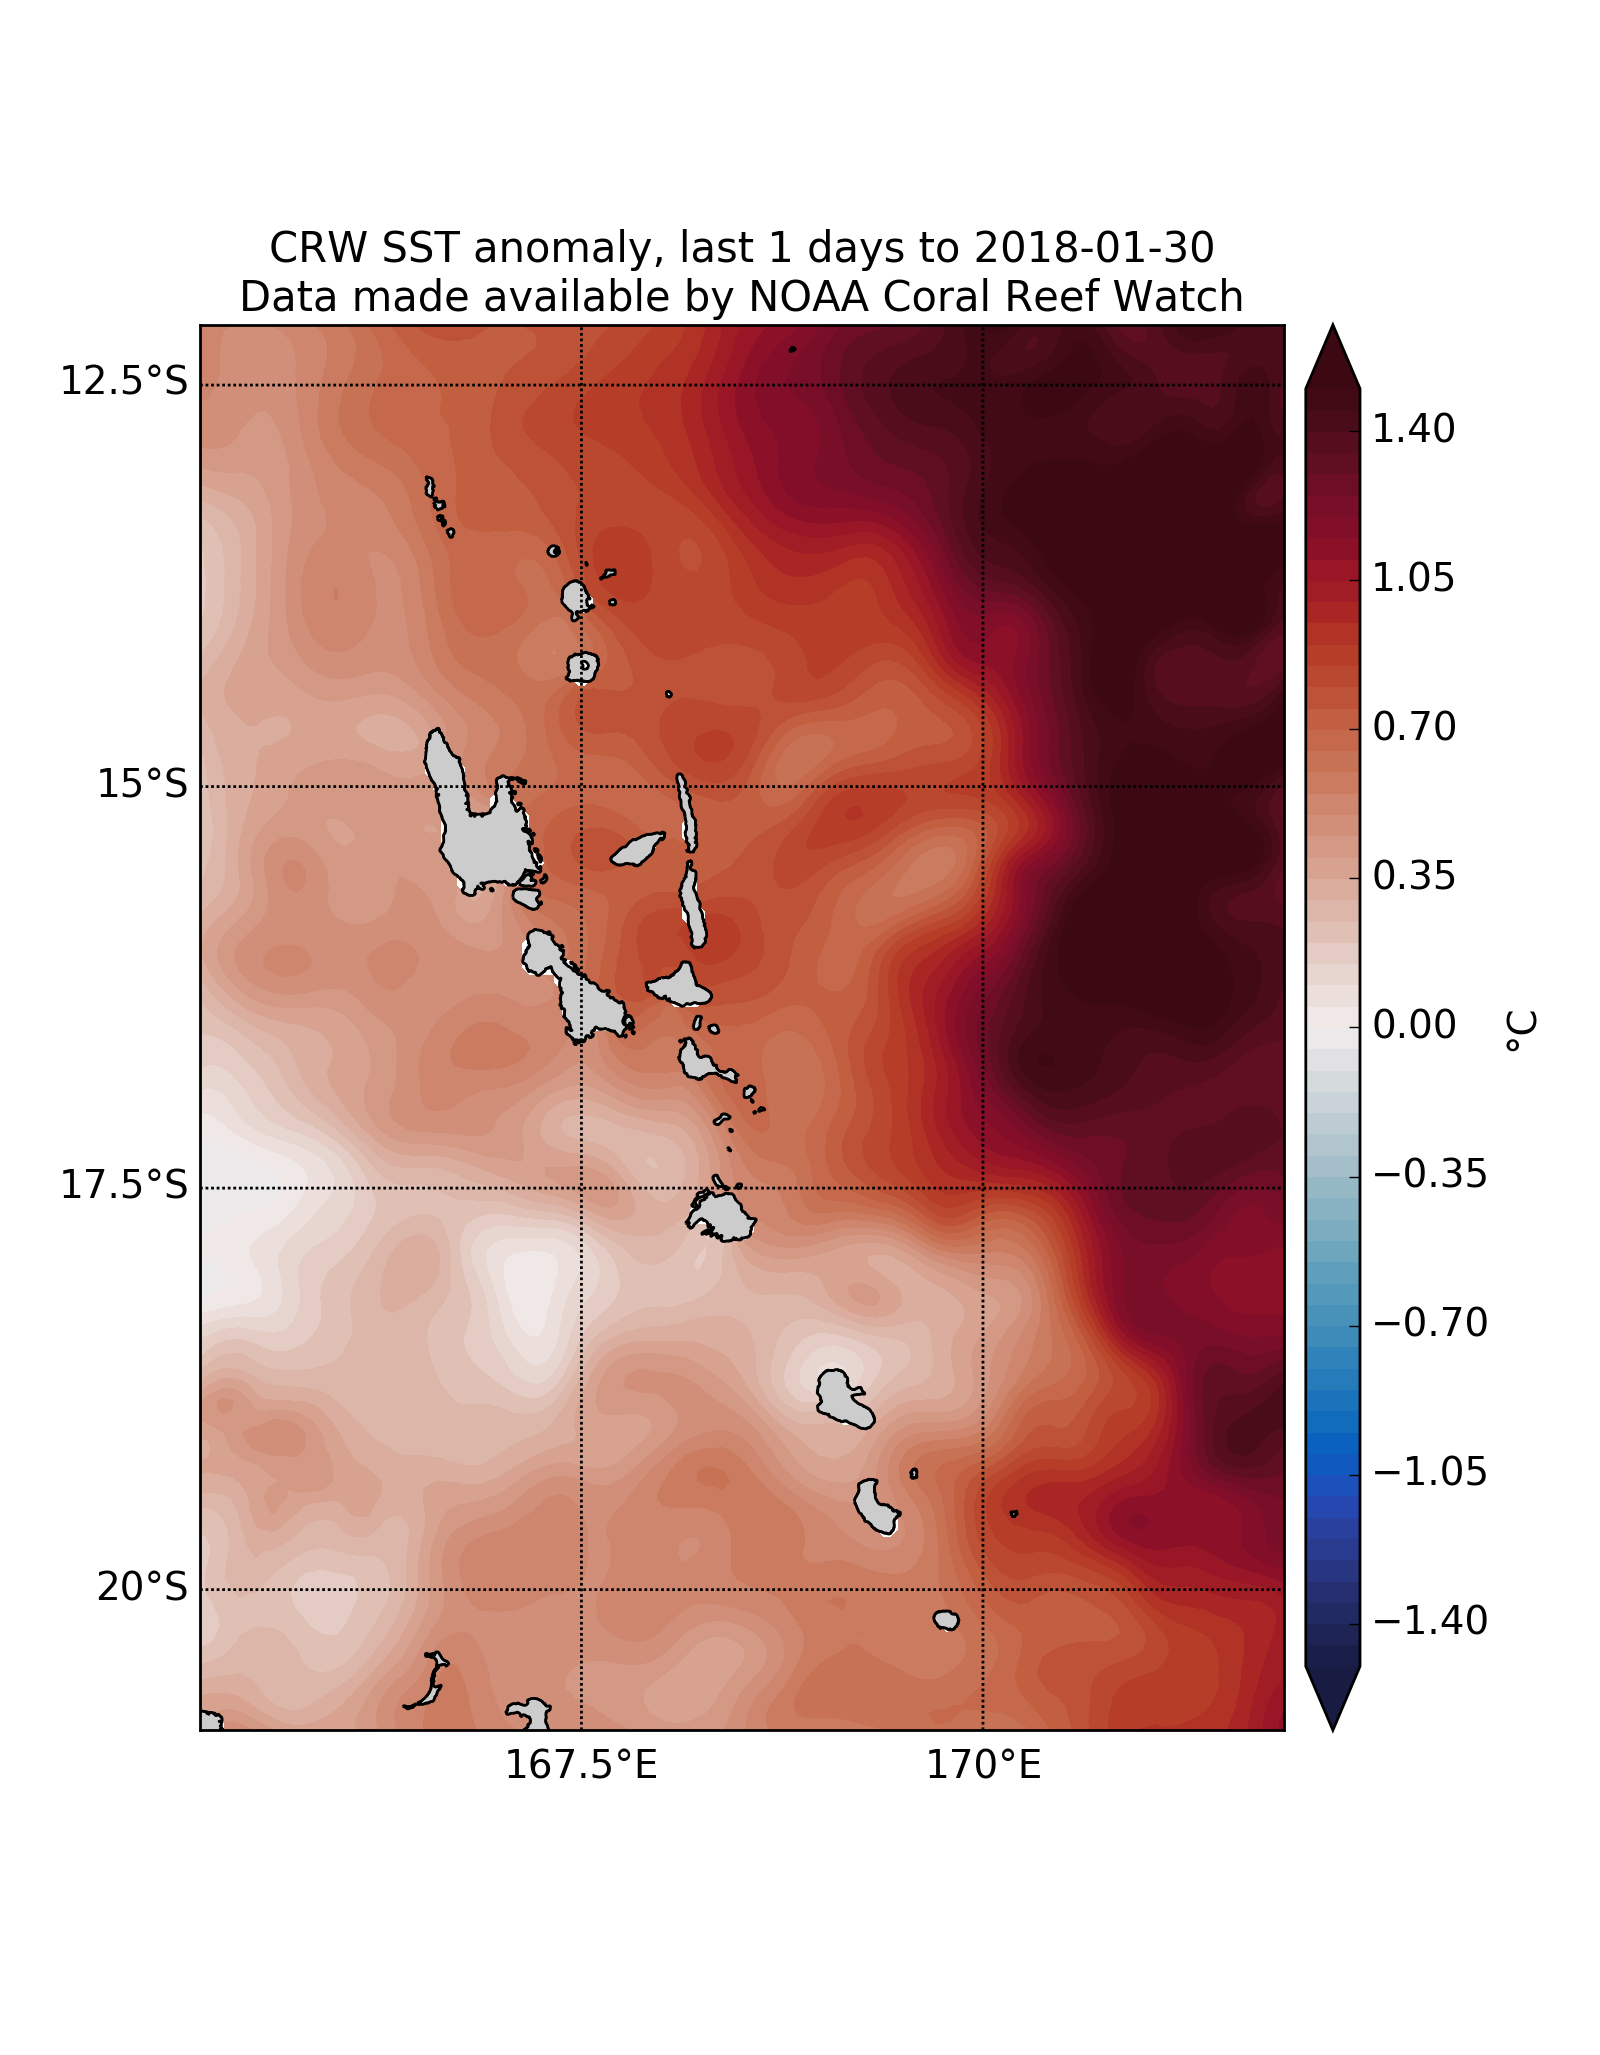 CRW SST anomaly, last 1 days to 2018-01-30
Data made available by NOAA Coral Reef Watch
12.5°S
15°S
17.5°S
20°S
167.5°E
170°E
1.40
1.05
0.70
0.35
0.00
−0.35
−0.70
−1.05
−1.40
°C